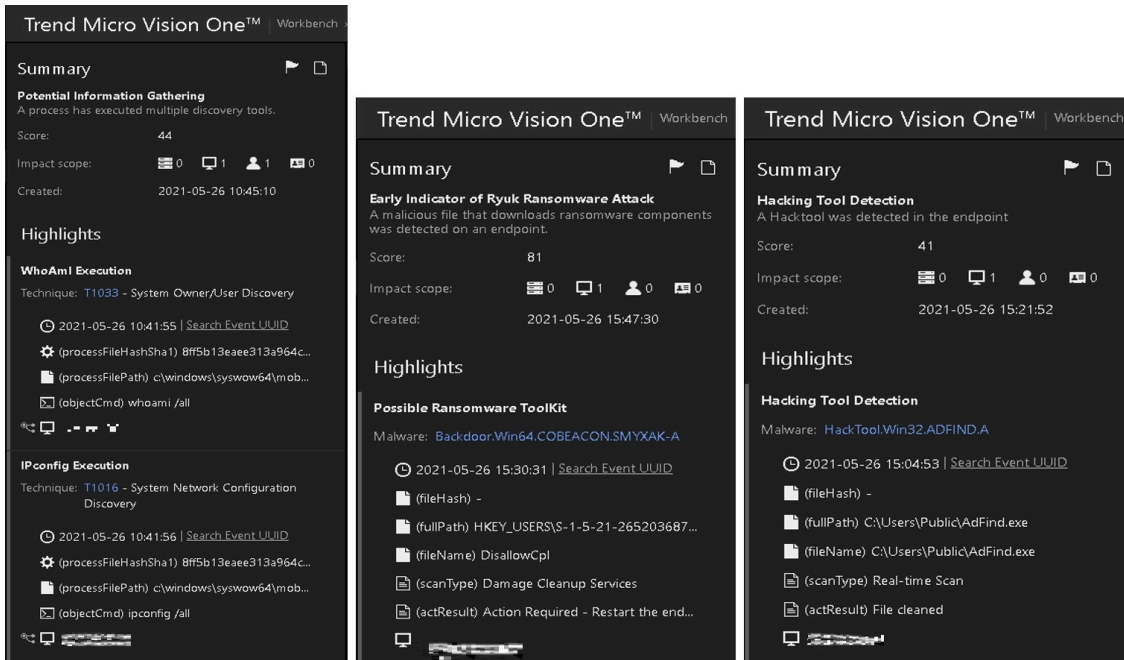 Trend Micro Vision One™ | Workbench
Summary
Potential Information Gathering
A process has executed multiple discovery tools.
Score: 44
Impact scope: 0 1 1 0
Created: 2021-05-26 10:45:10
Highlights
WhoAmI Execution
Technique: T1033 - System Owner/User Discovery
2021-05-26 10:41:55 | Search Event UUID
(processFileHashSha1) 8ff5b13eaee313a964c...
(processFilePath) c:\windows\syswow64\mob...
(objectCmd) whoami /all
IPconfig Execution
Technique: T1016 - System Network Configuration
Discovery
2021-05-26 10:41:56 | Search Event UUID
(processFileHashSha1) 8ff5b13eaee313a964c...
(processFilePath) c:\windows\syswow64\mob...
(objectCmd) ipconfig /all
Trend Micro Vision One™ | Workbench
Summary
Early Indicator of Ryuk Ransomware Attack
A malicious file that downloads ransomware components
was detected on an endpoint.
Score: 81
Impact scope: 0 1 0 0
Created: 2021-05-26 15:47:30
Highlights
Possible Ransomware ToolKit
Malware: Backdoor.Win64.COBEACON.SMYXAK-A
2021-05-26 15:30:31 | Search Event UUID
(fileHash) -
(fullPath) HKEY_USERS\S-1-5-21-265203687...
(fileName) DisallowCpl
(scanType) Damage Cleanup Services
(actResult) Action Required - Restart the end...
Trend Micro Vision One™ | Workbench
Summary
Hacking Tool Detection
A Hacktool was detected in the endpoint
Score: 41
Impact scope: 0 1 0 0
Created: 2021-05-26 15:21:52
Highlights
Hacking Tool Detection
Malware: HackTool.Win32.ADFIND.A
2021-05-26 15:04:53 | Search Event UUID
(fileHash) -
(fullPath) C:\Users\Public\AdFind.exe
(fileName) C:\Users\Public\AdFind.exe
(scanType) Real-time Scan
(actResult) File cleaned